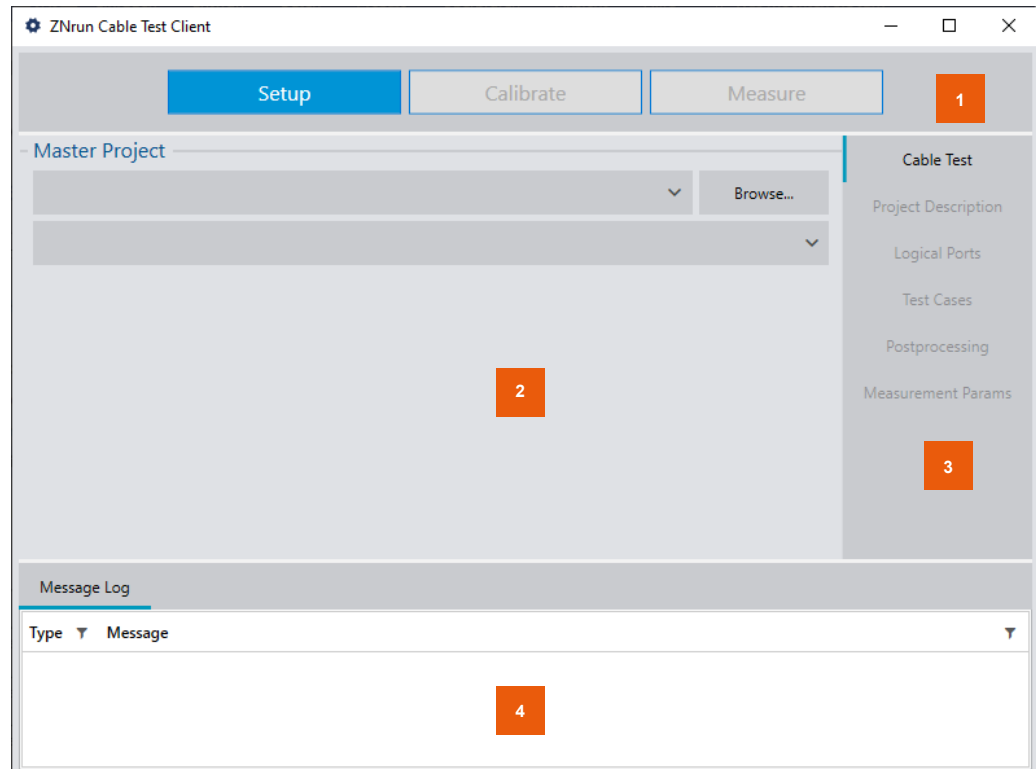 ZNrun Cable Test Client
Setup Calibrate Measure 1
Master Project
Browse...
2
Cable Test
Project Description
Logical Ports
Test Cases
Postprocessing
Measurement Params
3
Message Log
Type Message
4